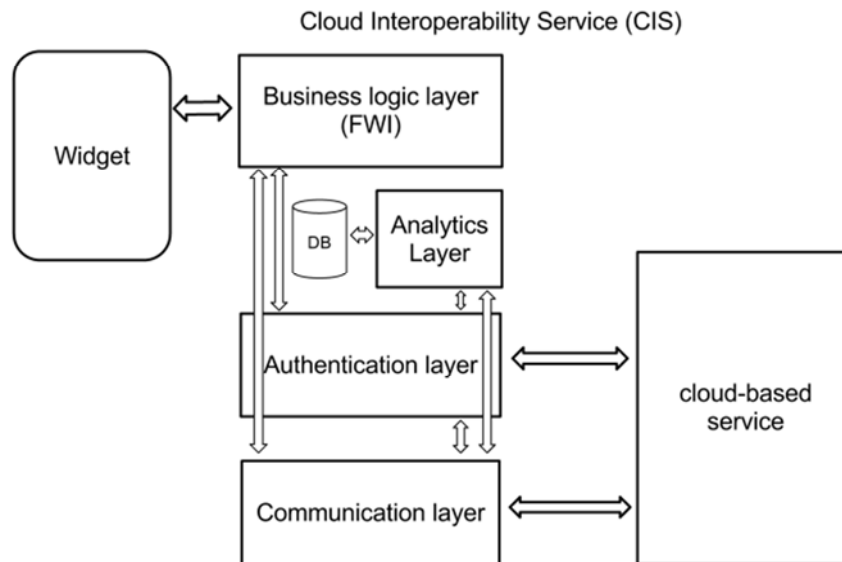 Cloud Interoperability Service (CIS)
Widget
Business logic layer
(FWI)
DB
Analytics
Layer
Authentication layer
cloud-based
service
Communication layer